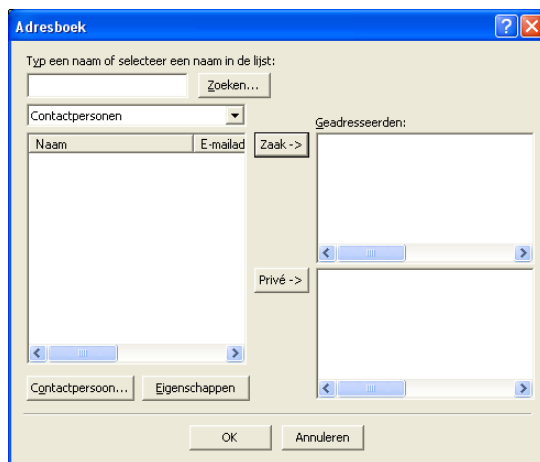 Adresboek
Typ een naam of selecteer een naam in de lijst:
Zoeken...
Contactpersonen
Geadresseerden:
Naam E-mailad
Zaak ->
Privé ->
Contactpersoon... Eigenschappen
OK Annuleren